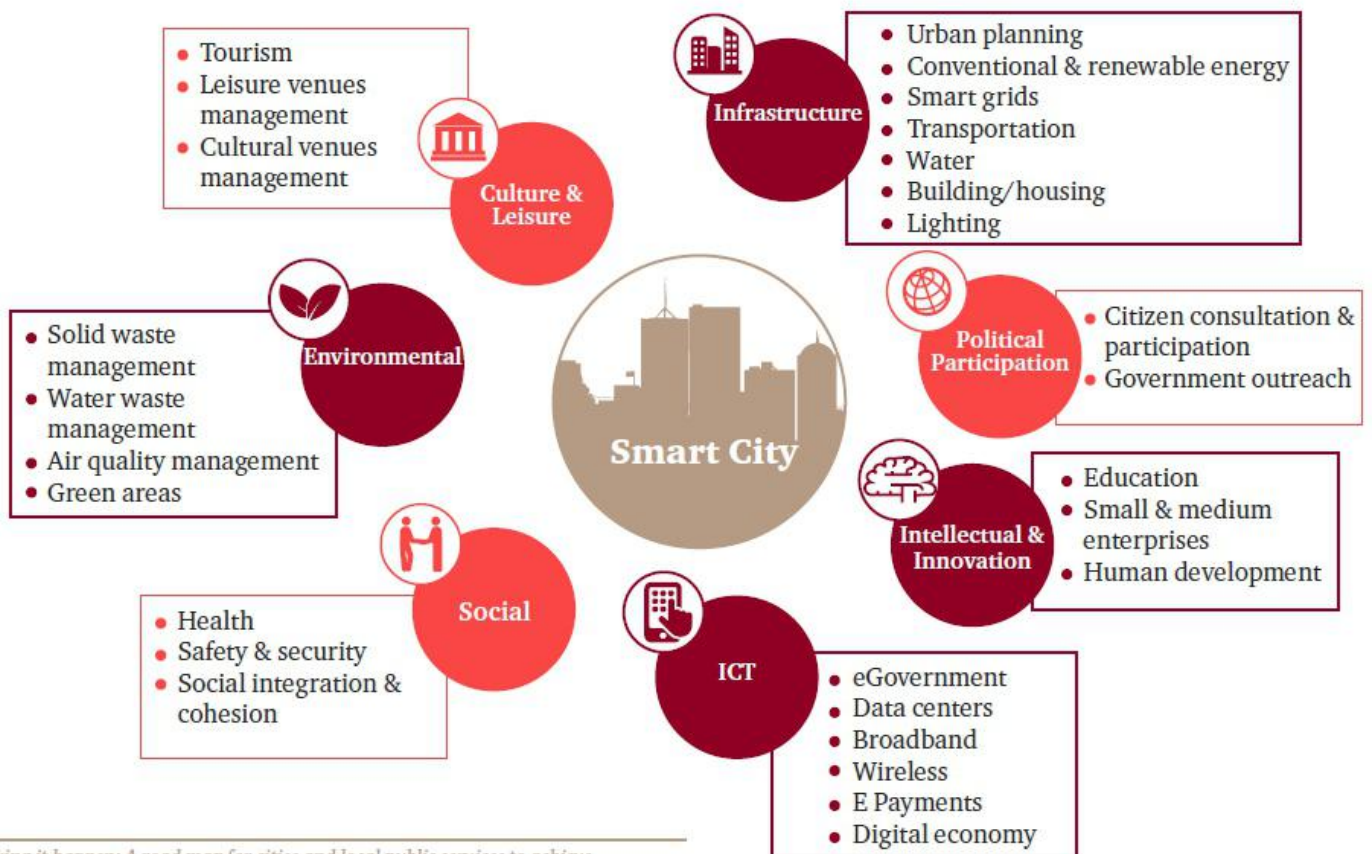 Tourism
Leisure venues
management
Cultural venues
management
Culture &
Leisure
Infrastructure
Urban planning
Conventional & renewable energy
Smart grids
Transportation
Water
Building/housing
Lighting
Solid waste
management
Water waste
management
Air quality management
Green areas
Environmental
Smart City
Political
Participation
Citizen consultation &
participation
Government outreach
Intellectual &
Innovation
Education
Small & medium
enterprises
Human development
Health
Safety & security
Social integration &
cohesion
Social
ICT
eGovernment
Data centers
Broadband
Wireless
E Payments
Digital economy